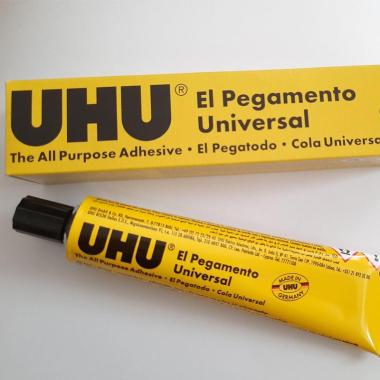 UHU® El Pegamento
Universal
The All Purpose Adhesive • El Pegatodo • Cola Universa
UHU® El Pegamento
Universal
The All Purpose Adhesive • El Pegatodo • Cola Universal
MADE IN
UHU
GERMANY